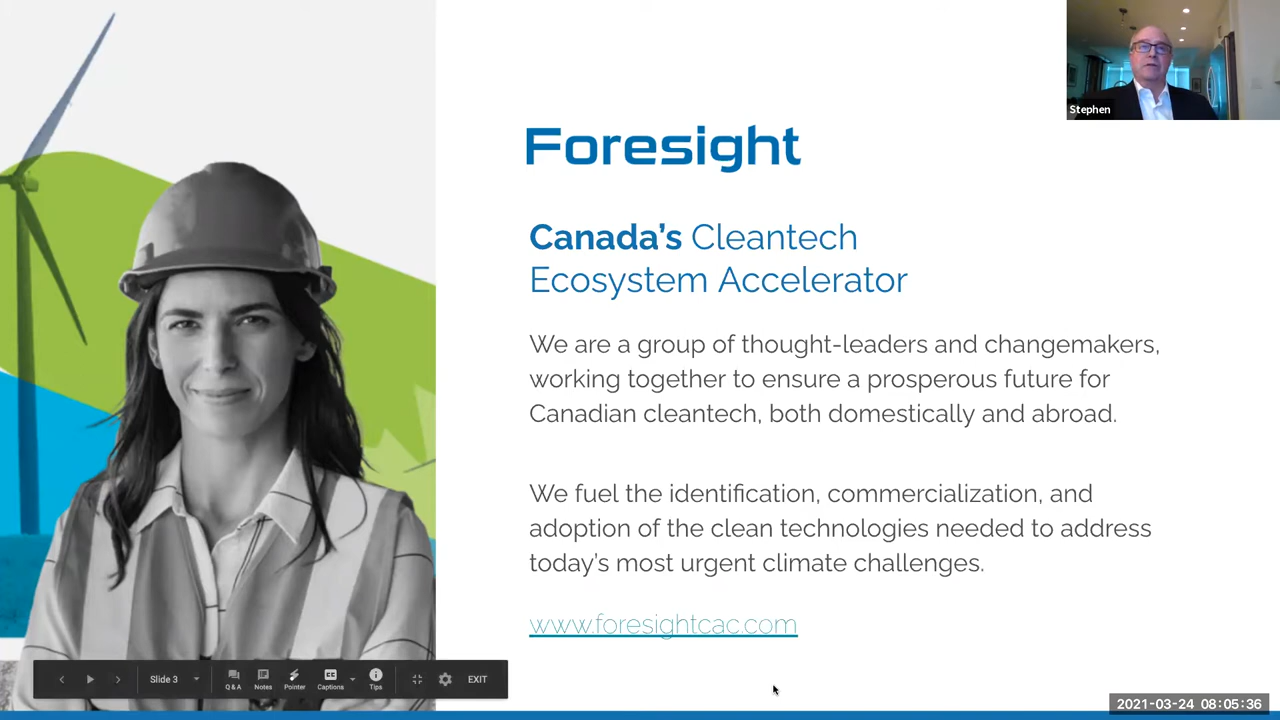 Stephen
Foresight
Canada's Cleantech
Ecosystem Accelerator
We are a group of thought-leaders and changemakers,
working together to ensure a prosperous future for
Canadian cleantech, both domestically and abroad.
We fuel the identification, commercialization, and
adoption of the clean technologies needed to address
today's most urgent climate challenges.
www.foresightcac.com
Slide 3
Q & A
Notes
Pointer
Captions
Tips
EXIT
2021-03-24 08:05:36